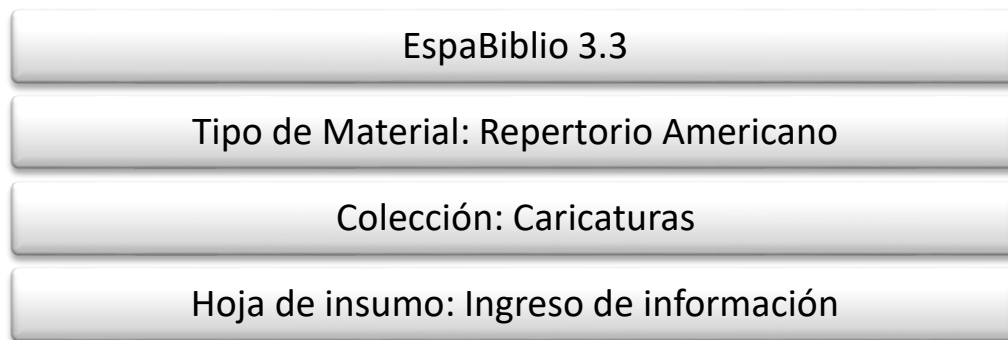 EspaBiblio 3.3
Tipo de Material: Repertorio Americano
Colección: Caricaturas
Hoja de insumo: Ingreso de información